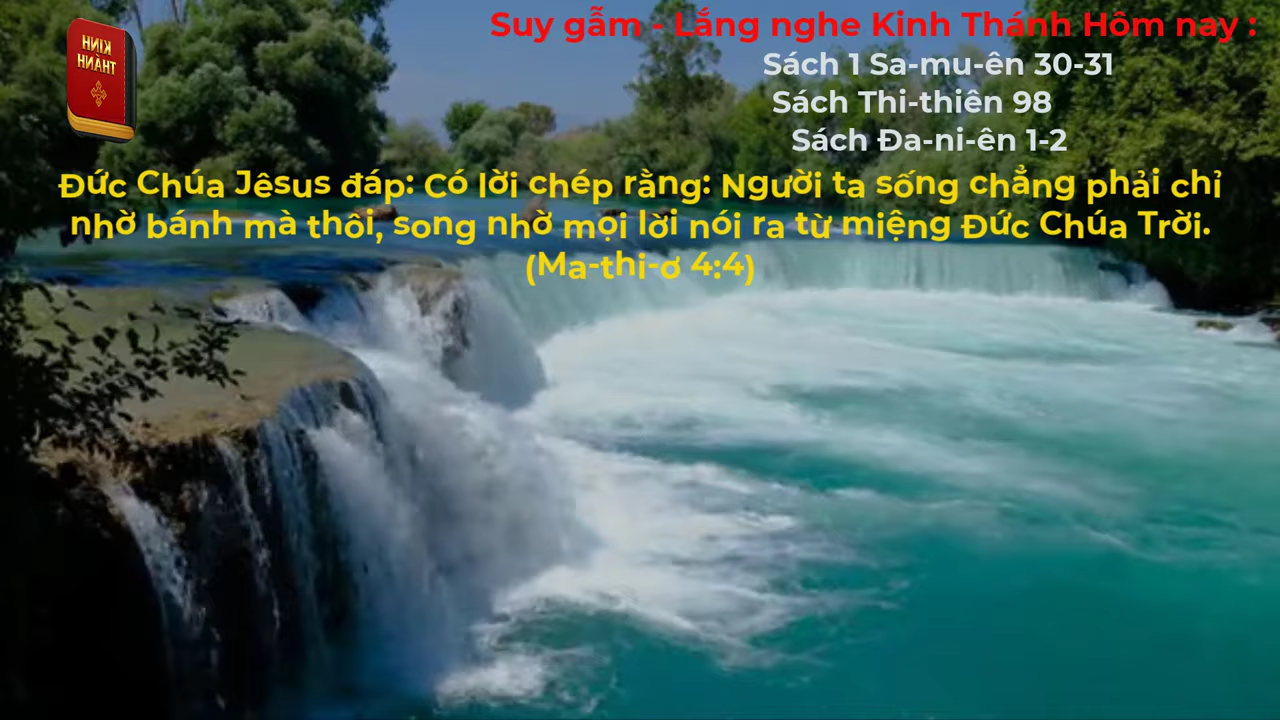 KINH
THÁNH
Suy gẫm - Lắng nghe Kinh Thánh Hôm nay :
Sách 1 Sa-mu-ên 30-31
Sách Thi-thiên 98
Sách Đa-ni-ên 1-2
Đức Chúa Jêsus đáp: Có lời chép rằng: Người ta sống chẳng phải chỉ
nhờ bánh mà thôi, song nhờ mọi lời nói ra từ miệng Đức Chúa Trời.
(Ma-thi-ơ 4:4)